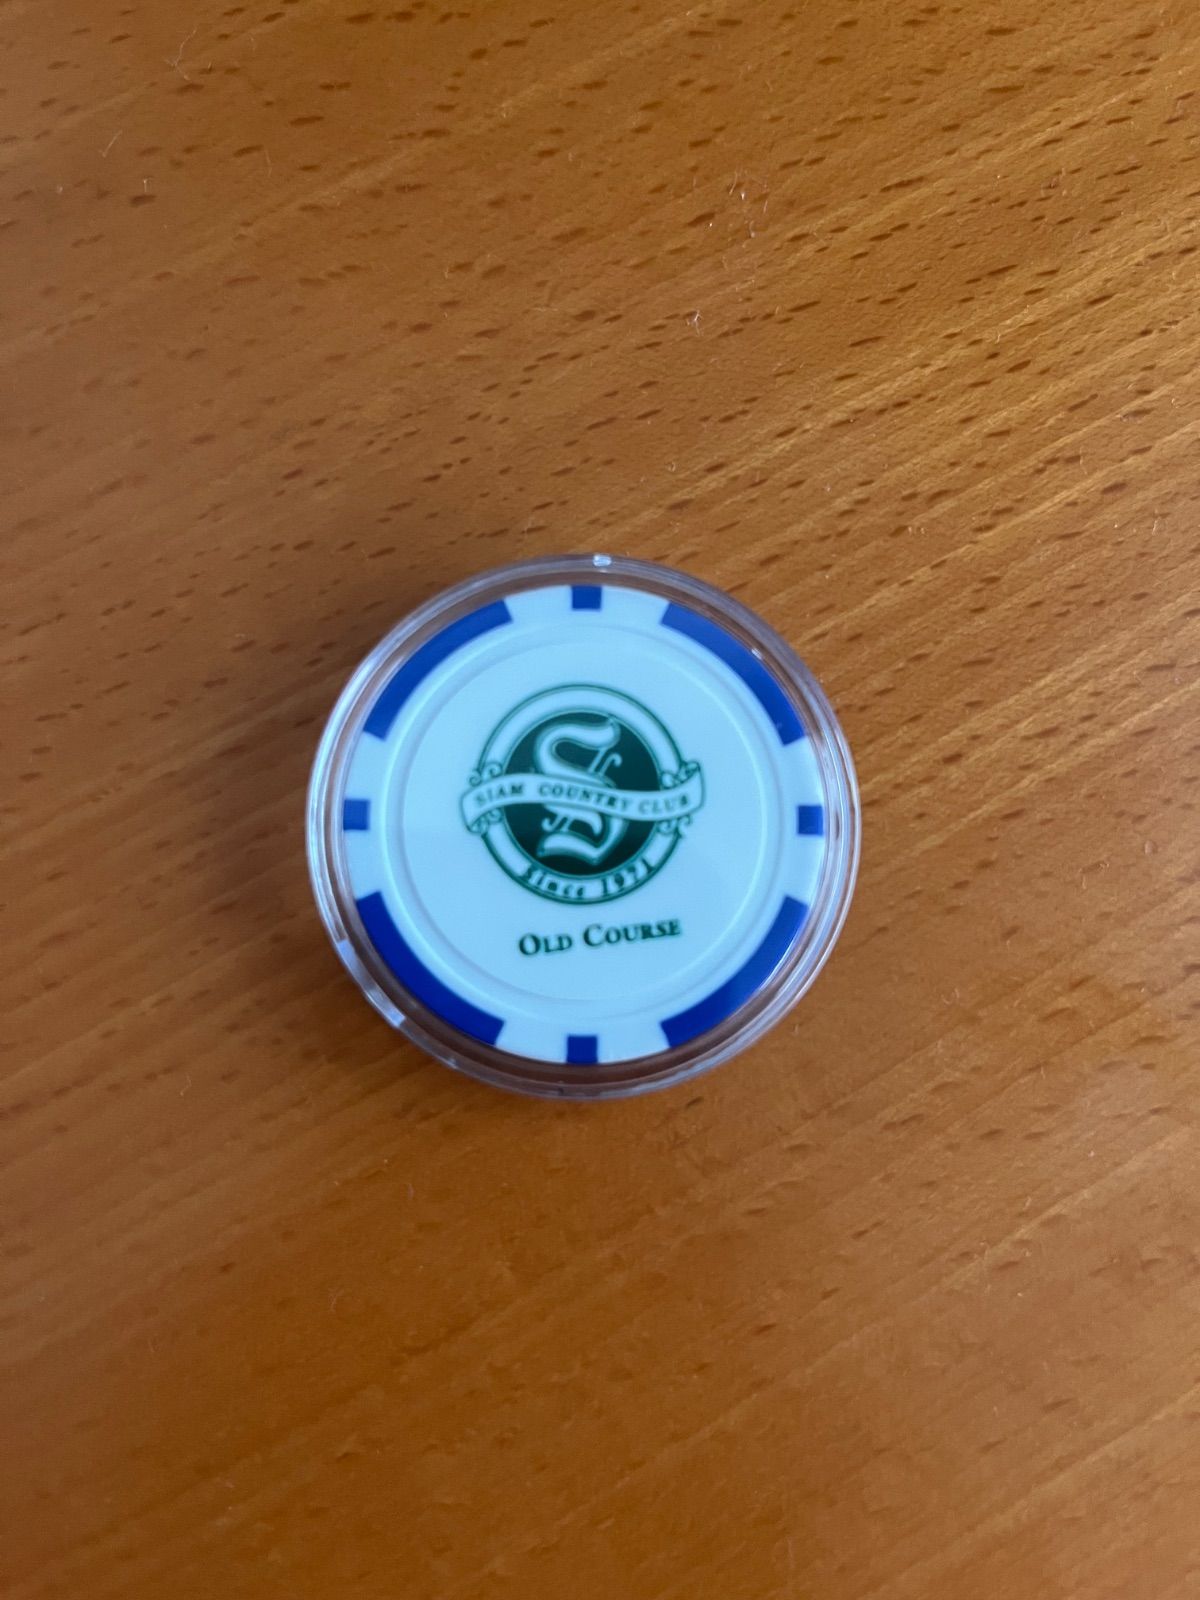 SIAM COUNTRY CLUB
Since 1971
OLD COURSE